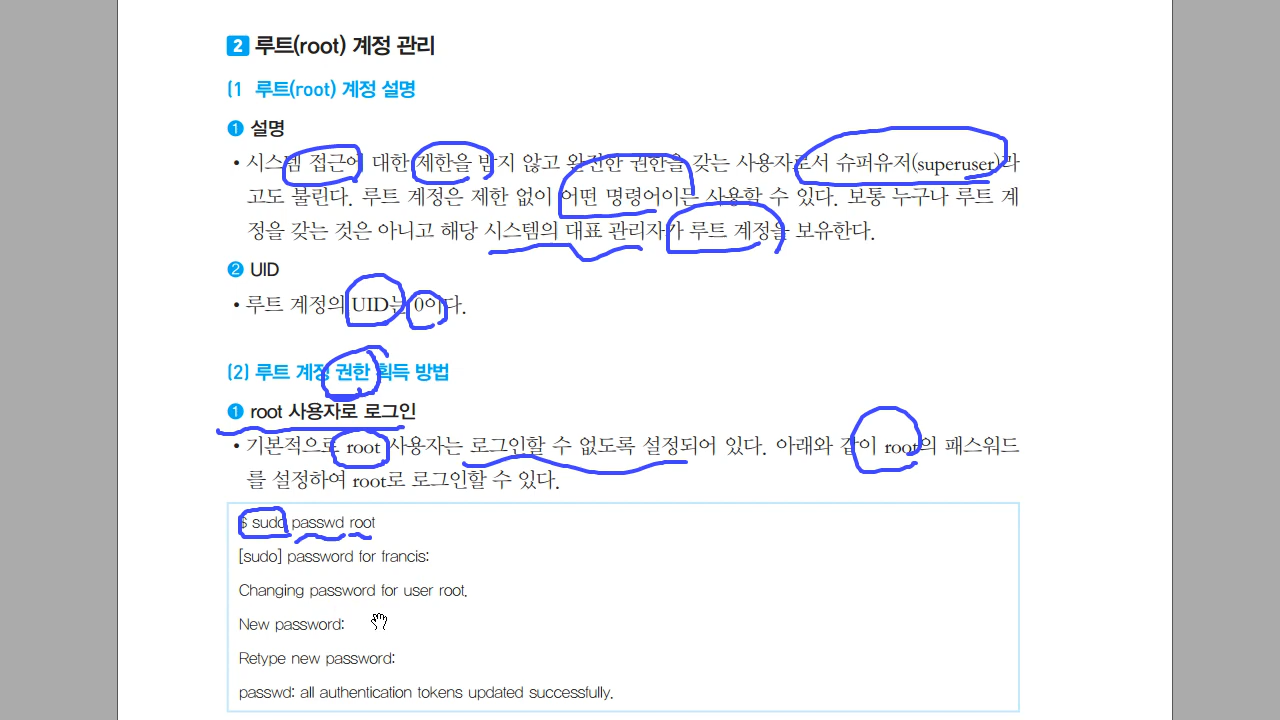 2 루트(root) 계정 관리
(1 루트(root) 계정 설명
1 설명
• 시스템 접근에 대한 제한을 받지 않고 완전한 권한을 갖는 사용자로서 슈퍼유저(superuser)라
고도 불린다. 루트 계정은 제한 없이 어떤 명령어이든 사용할 수 있다. 보통 누구나 루트 계
정을 갖는 것은 아니고 해당 시스템의 대표 관리자가 루트 계정을 보유한다.
2 UID
• 루트 계정의 UID는 0이다.
(2) 루트 계정 권한 획득 방법
1 root 사용자로 로그인
• 기본적으로 root 사용자는 로그인할 수 없도록 설정되어 있다. 아래와 같이 root의 패스워드
를 설정하여 root로 로그인할 수 있다.
$ sudo passwd root
[sudo] password for francis:
Changing password for user root.
New password:
Retype new password:
passwd: all authentication tokens updated successfully.